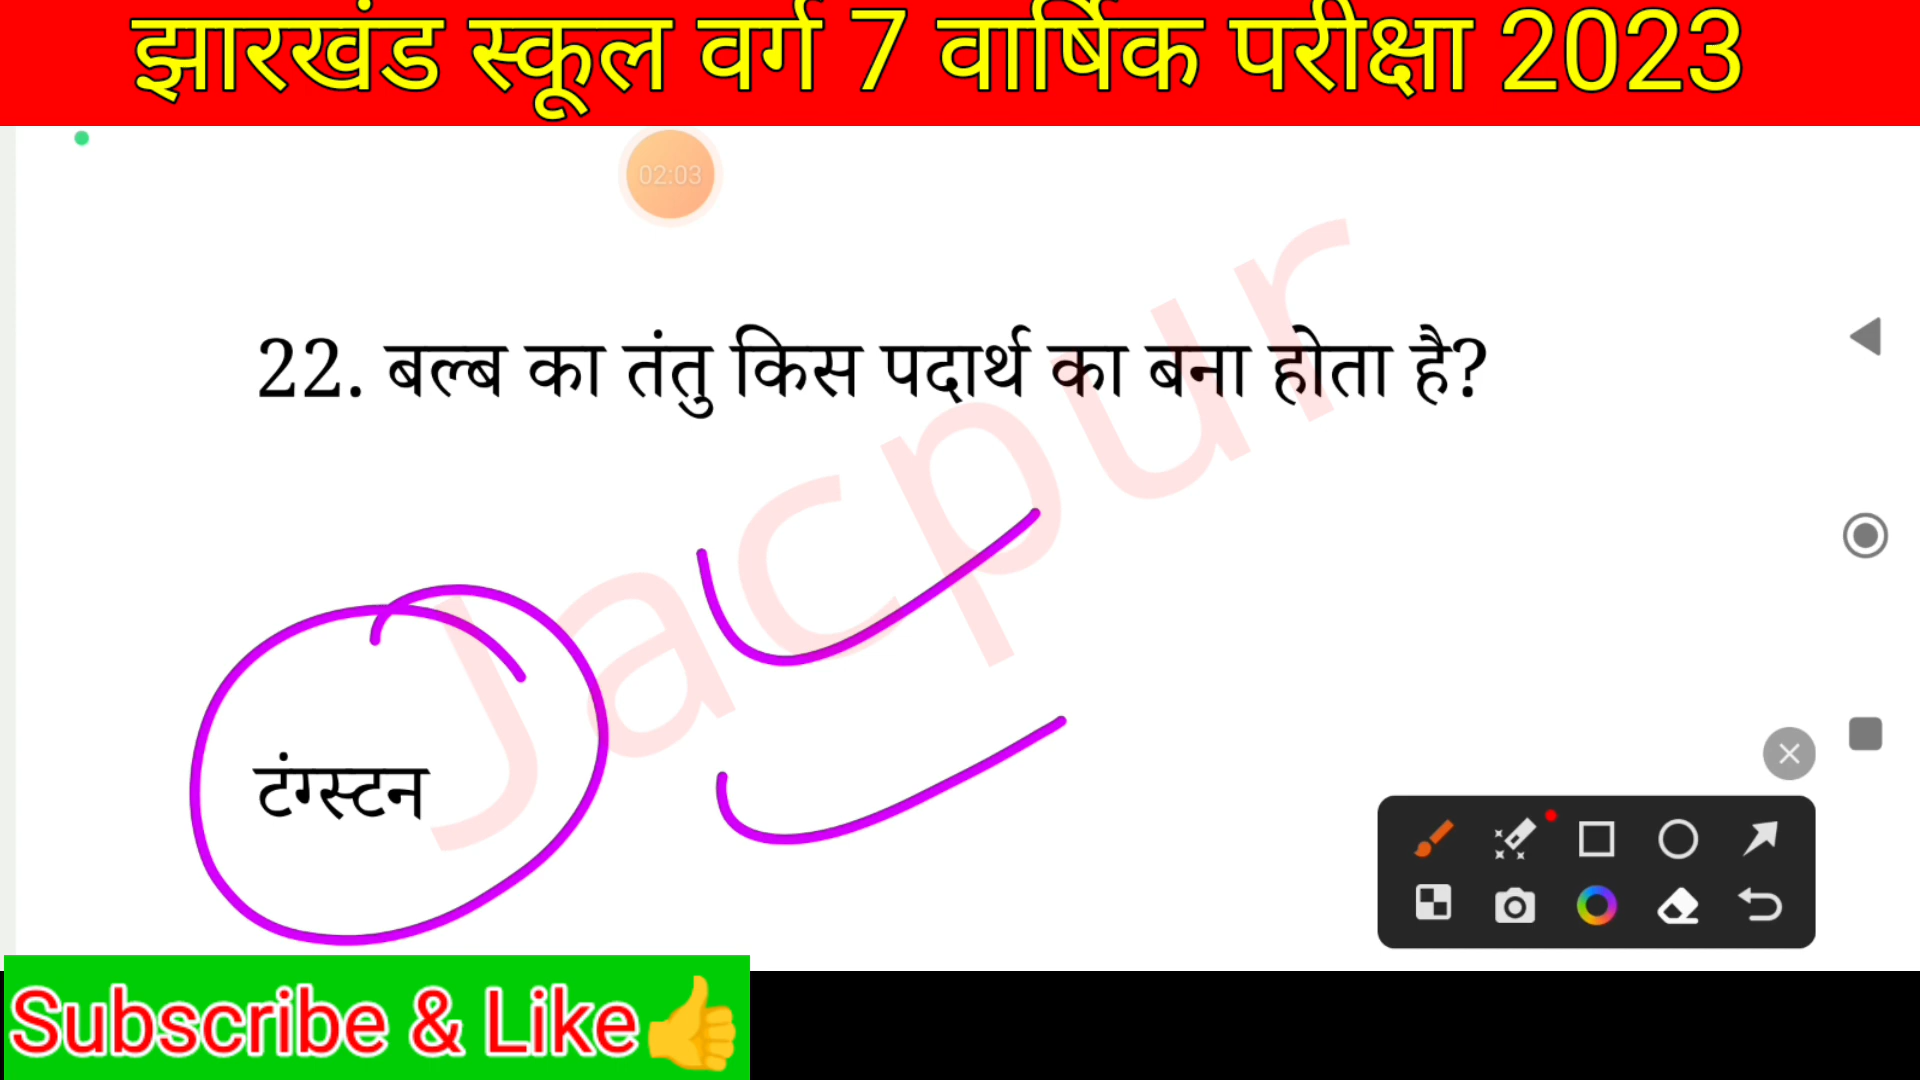 झारखंड स्कूल वर्ग 7 वार्षिक परीक्षा 2023
02:03
22. बल्ब का तंतु किस पदार्थ का बना होता है?
Jacpur
टंग्स्टन
Subscribe & Like👍